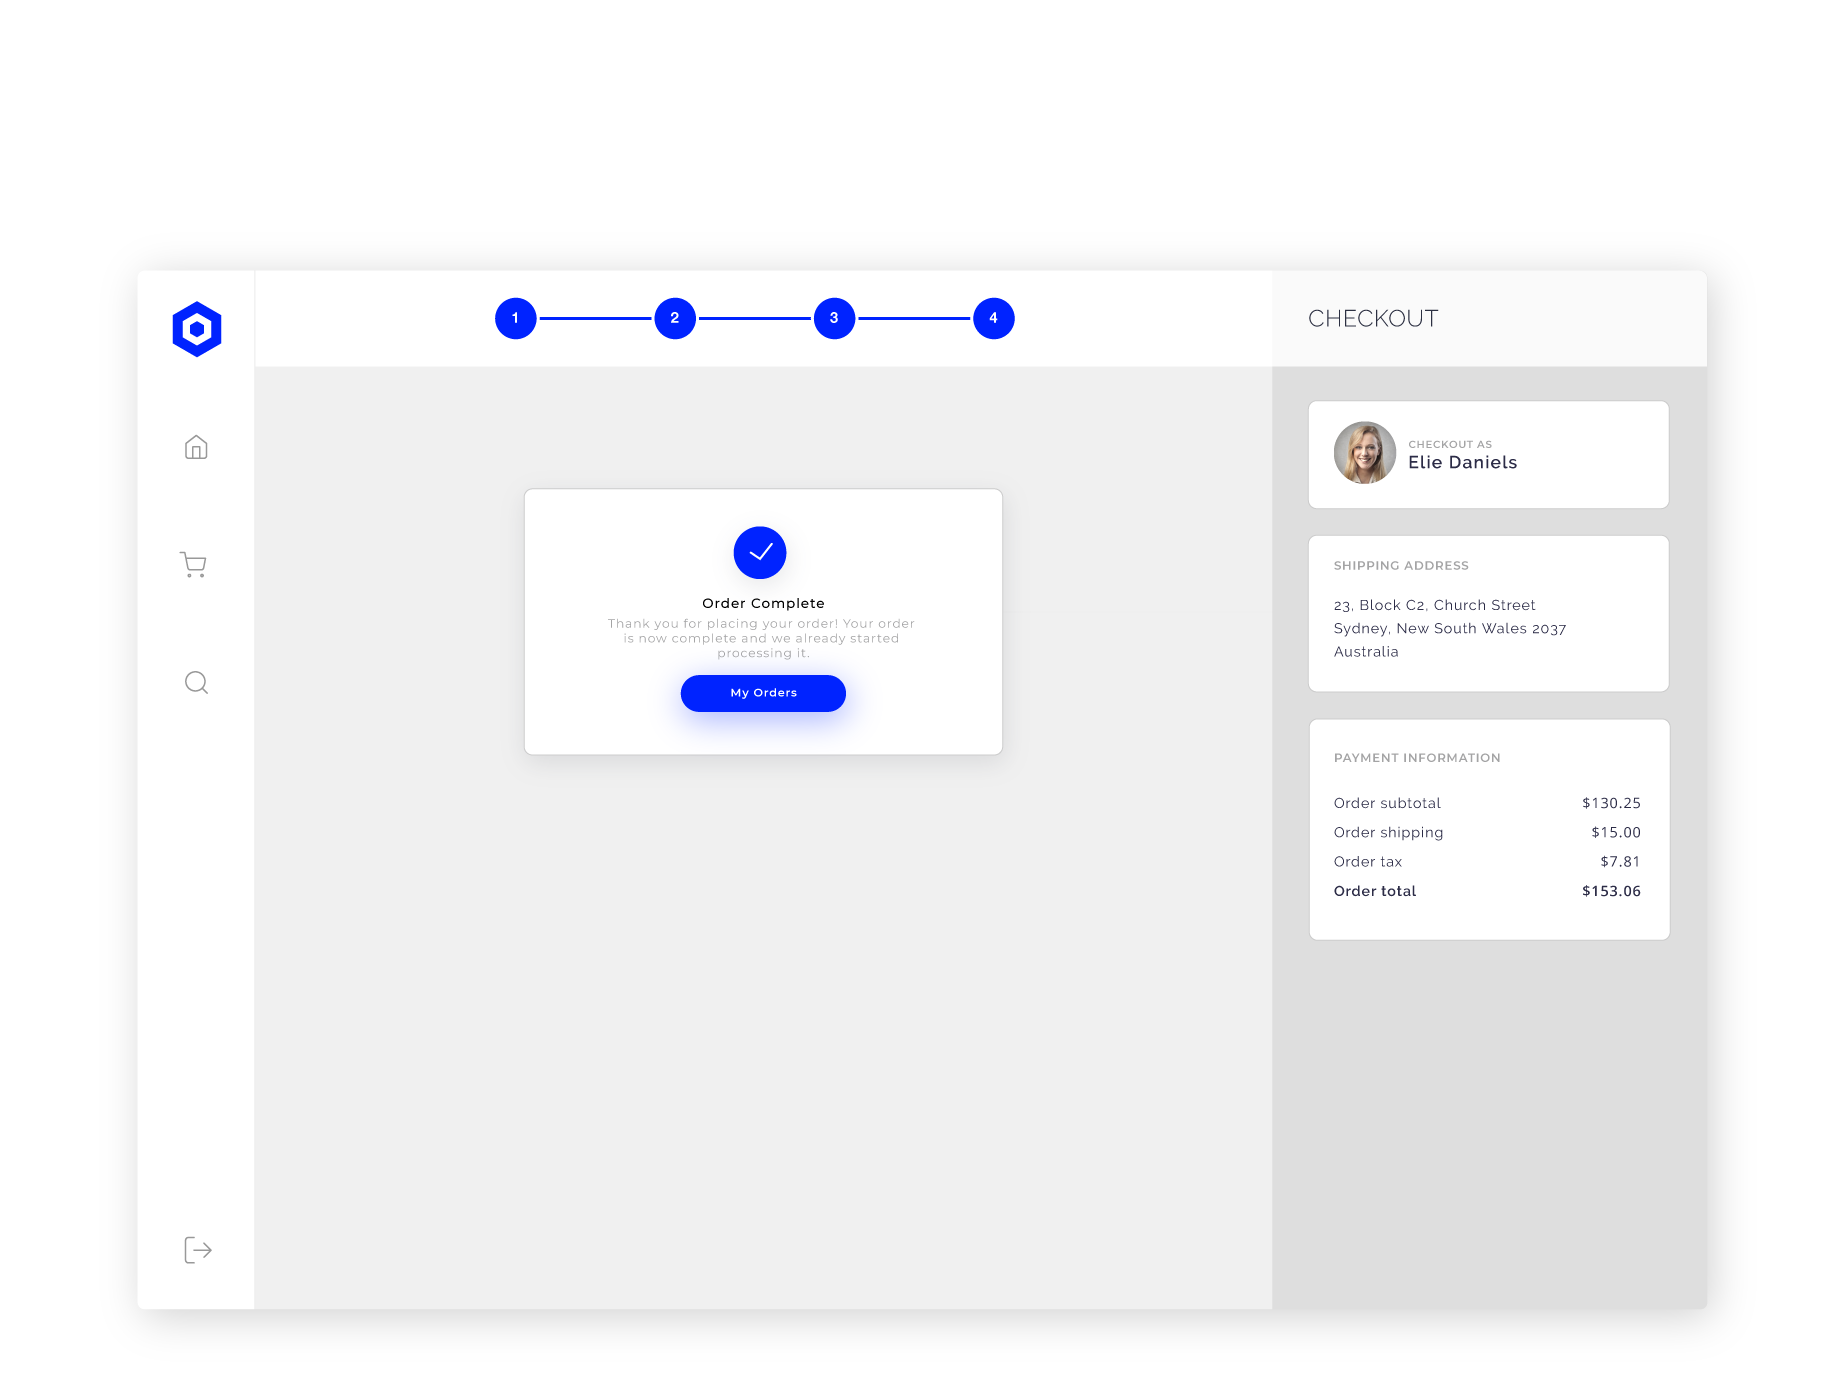 1
2
3
4
CHECKOUT
Order Complete
Thank you for placing your order! Your order
is now complete and we already started
processing it.
My Orders
CHECKOUT AS
Elie Daniels
SHIPPING ADDRESS
23, Block C2, Church Street
Sydney, New South Wales 2037
Australia
PAYMENT INFORMATION
Order subtotal $130.25
Order shipping $15.00
Order tax $7.81
Order total $153.06